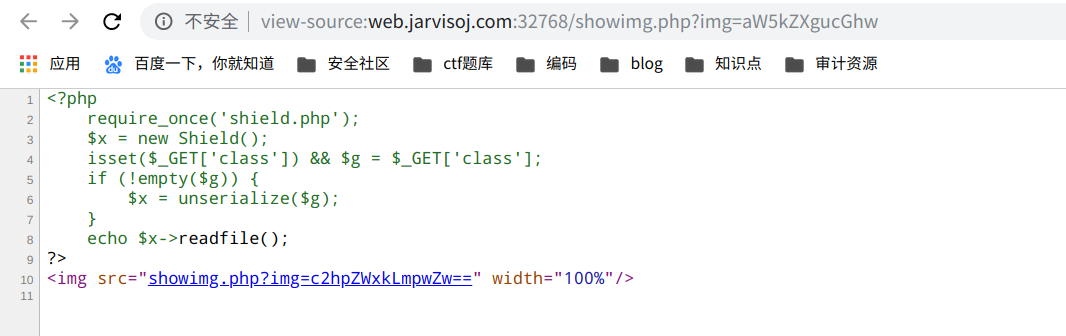 不安全 view-source:web.jarvisoj.com:32768/showimg.php?img=aW5kZXgucGhw
应用 百度一下，你就知道 安全社区 ctf题库 编码 blog 知识点 审计资源
1 <?php
2 require_once('shield.php');
3 $x = new Shield();
4 isset($_GET['class']) && $g = $_GET['class'];
5 if (!empty($g)) {
6 $x = unserialize($g);
7 }
8 echo $x->readfile();
9 ?>
10 <img src="showimg.php?img=c2hpZWxkLmpwZw==" width="100%"/>
11